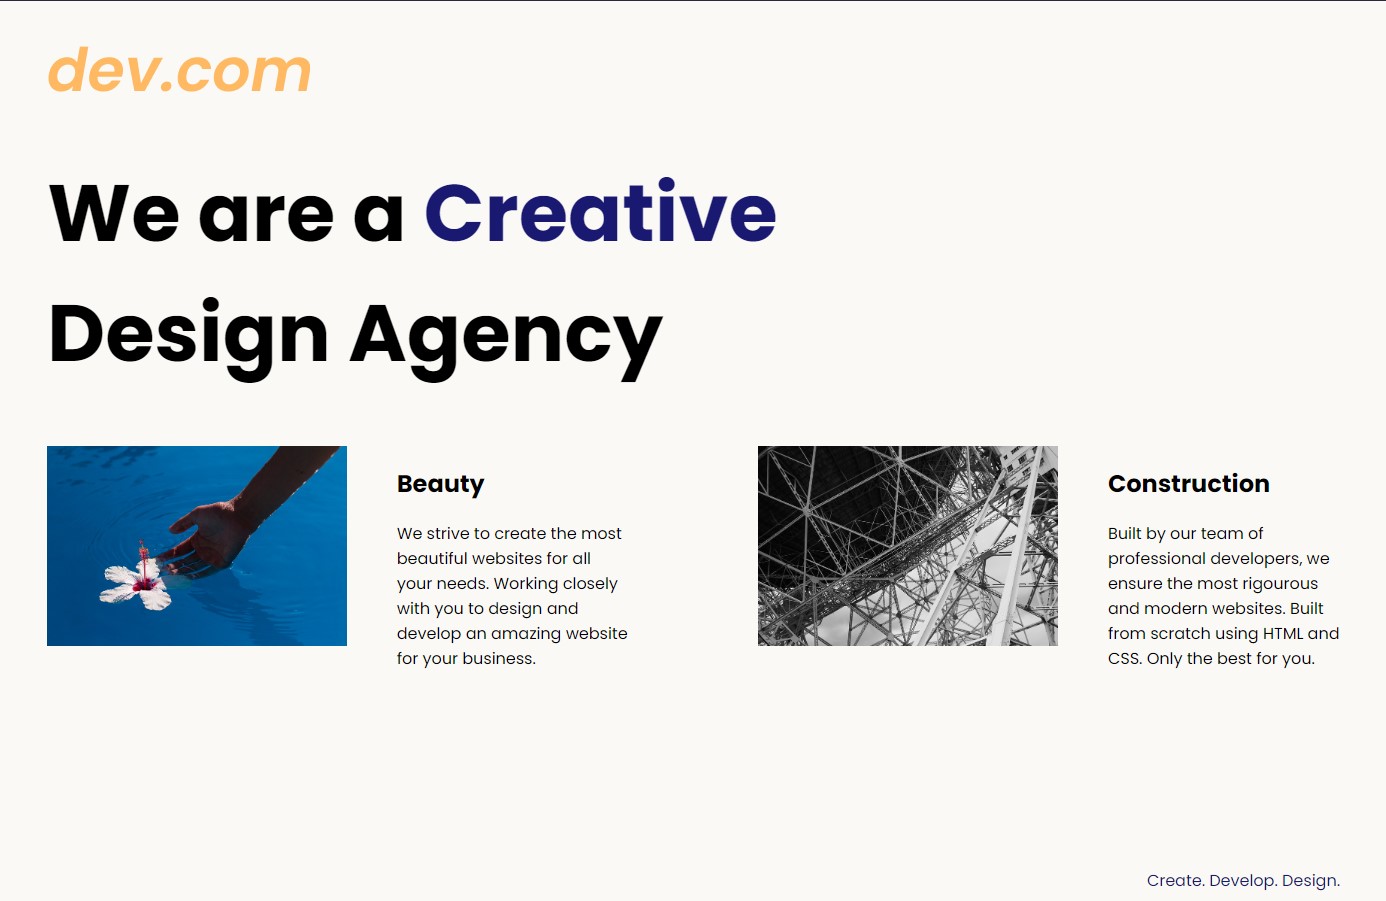 dev.com
We are a Creative
Design Agency
Beauty
We strive to create the most
beautiful websites for all
your needs. Working closely
with you to design and
develop an amazing website
for your business.
Construction
Built by our team of
professional developers, we
ensure the most rigourous
and modern websites. Built
from scratch using HTML and
CSS. Only the best for you.
Create. Develop. Design.